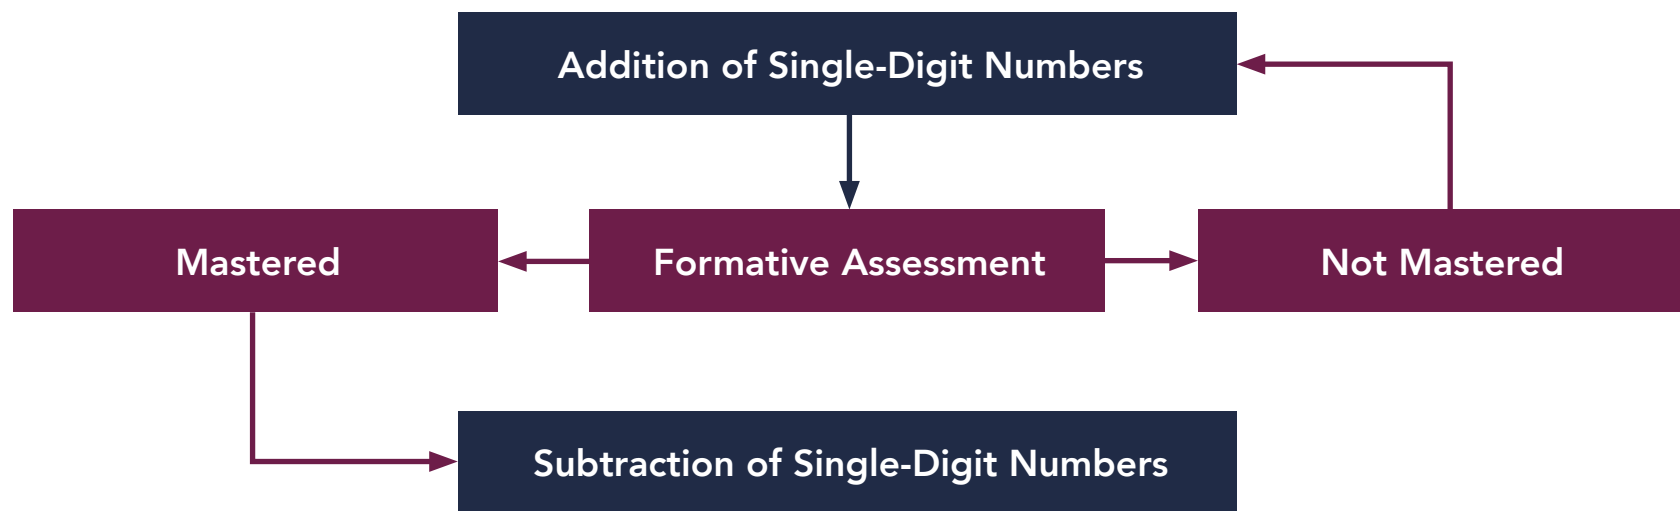 Addition of Single-Digit Numbers
Mastered
Formative Assessment
Not Mastered
Subtraction of Single-Digit Numbers